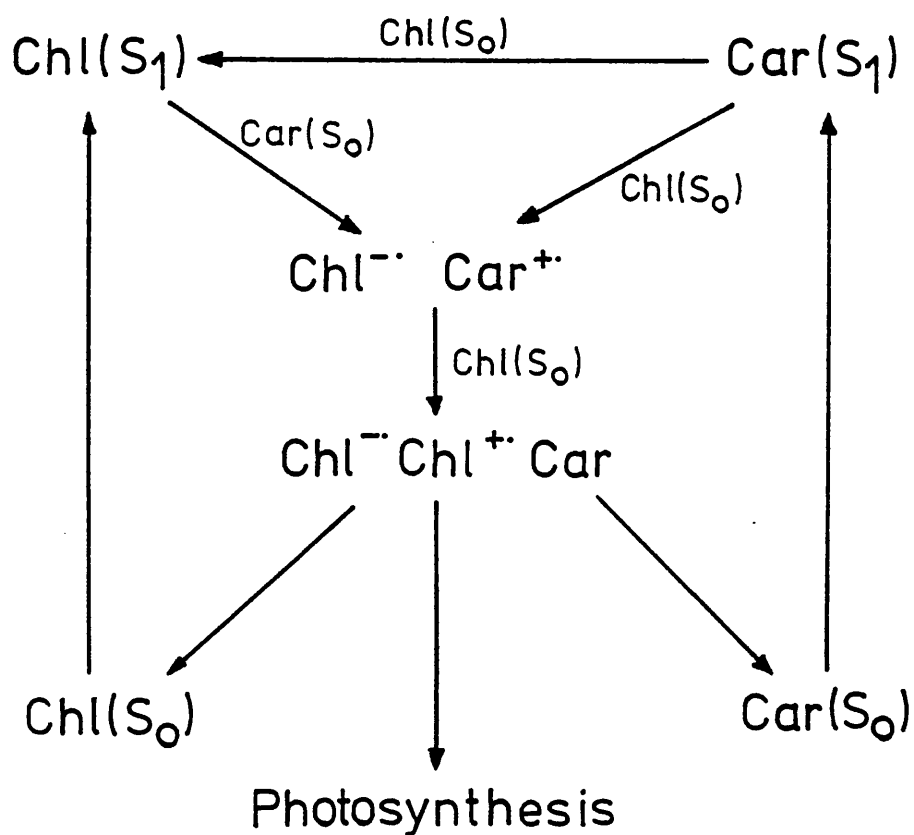 Chl(S₀)
Chl(S₁) Car(S₁)
Car(S₀)
Chl(S₀)
Chl⁻· Car⁺·
Chl(S₀)
Chl⁻·Chl⁺· Car
Chl(S₀) Car(S₀)
Photosynthesis